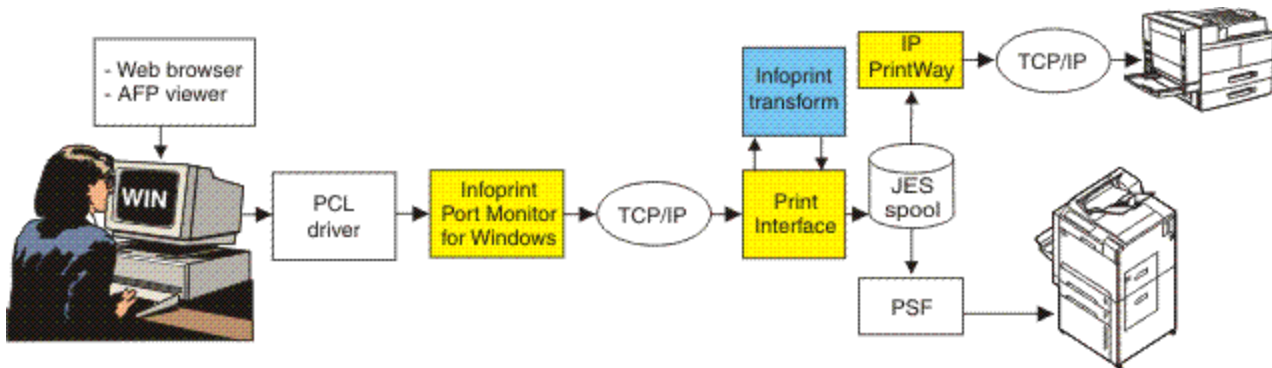 - Web browser
- AFP viewer
WIN
PCL
driver
Infoprint
Port Monitor
for Windows
TCP/IP
Infoprint
transform
Print
Interface
JES
spool
IP
PrintWay
TCP/IP
PSF